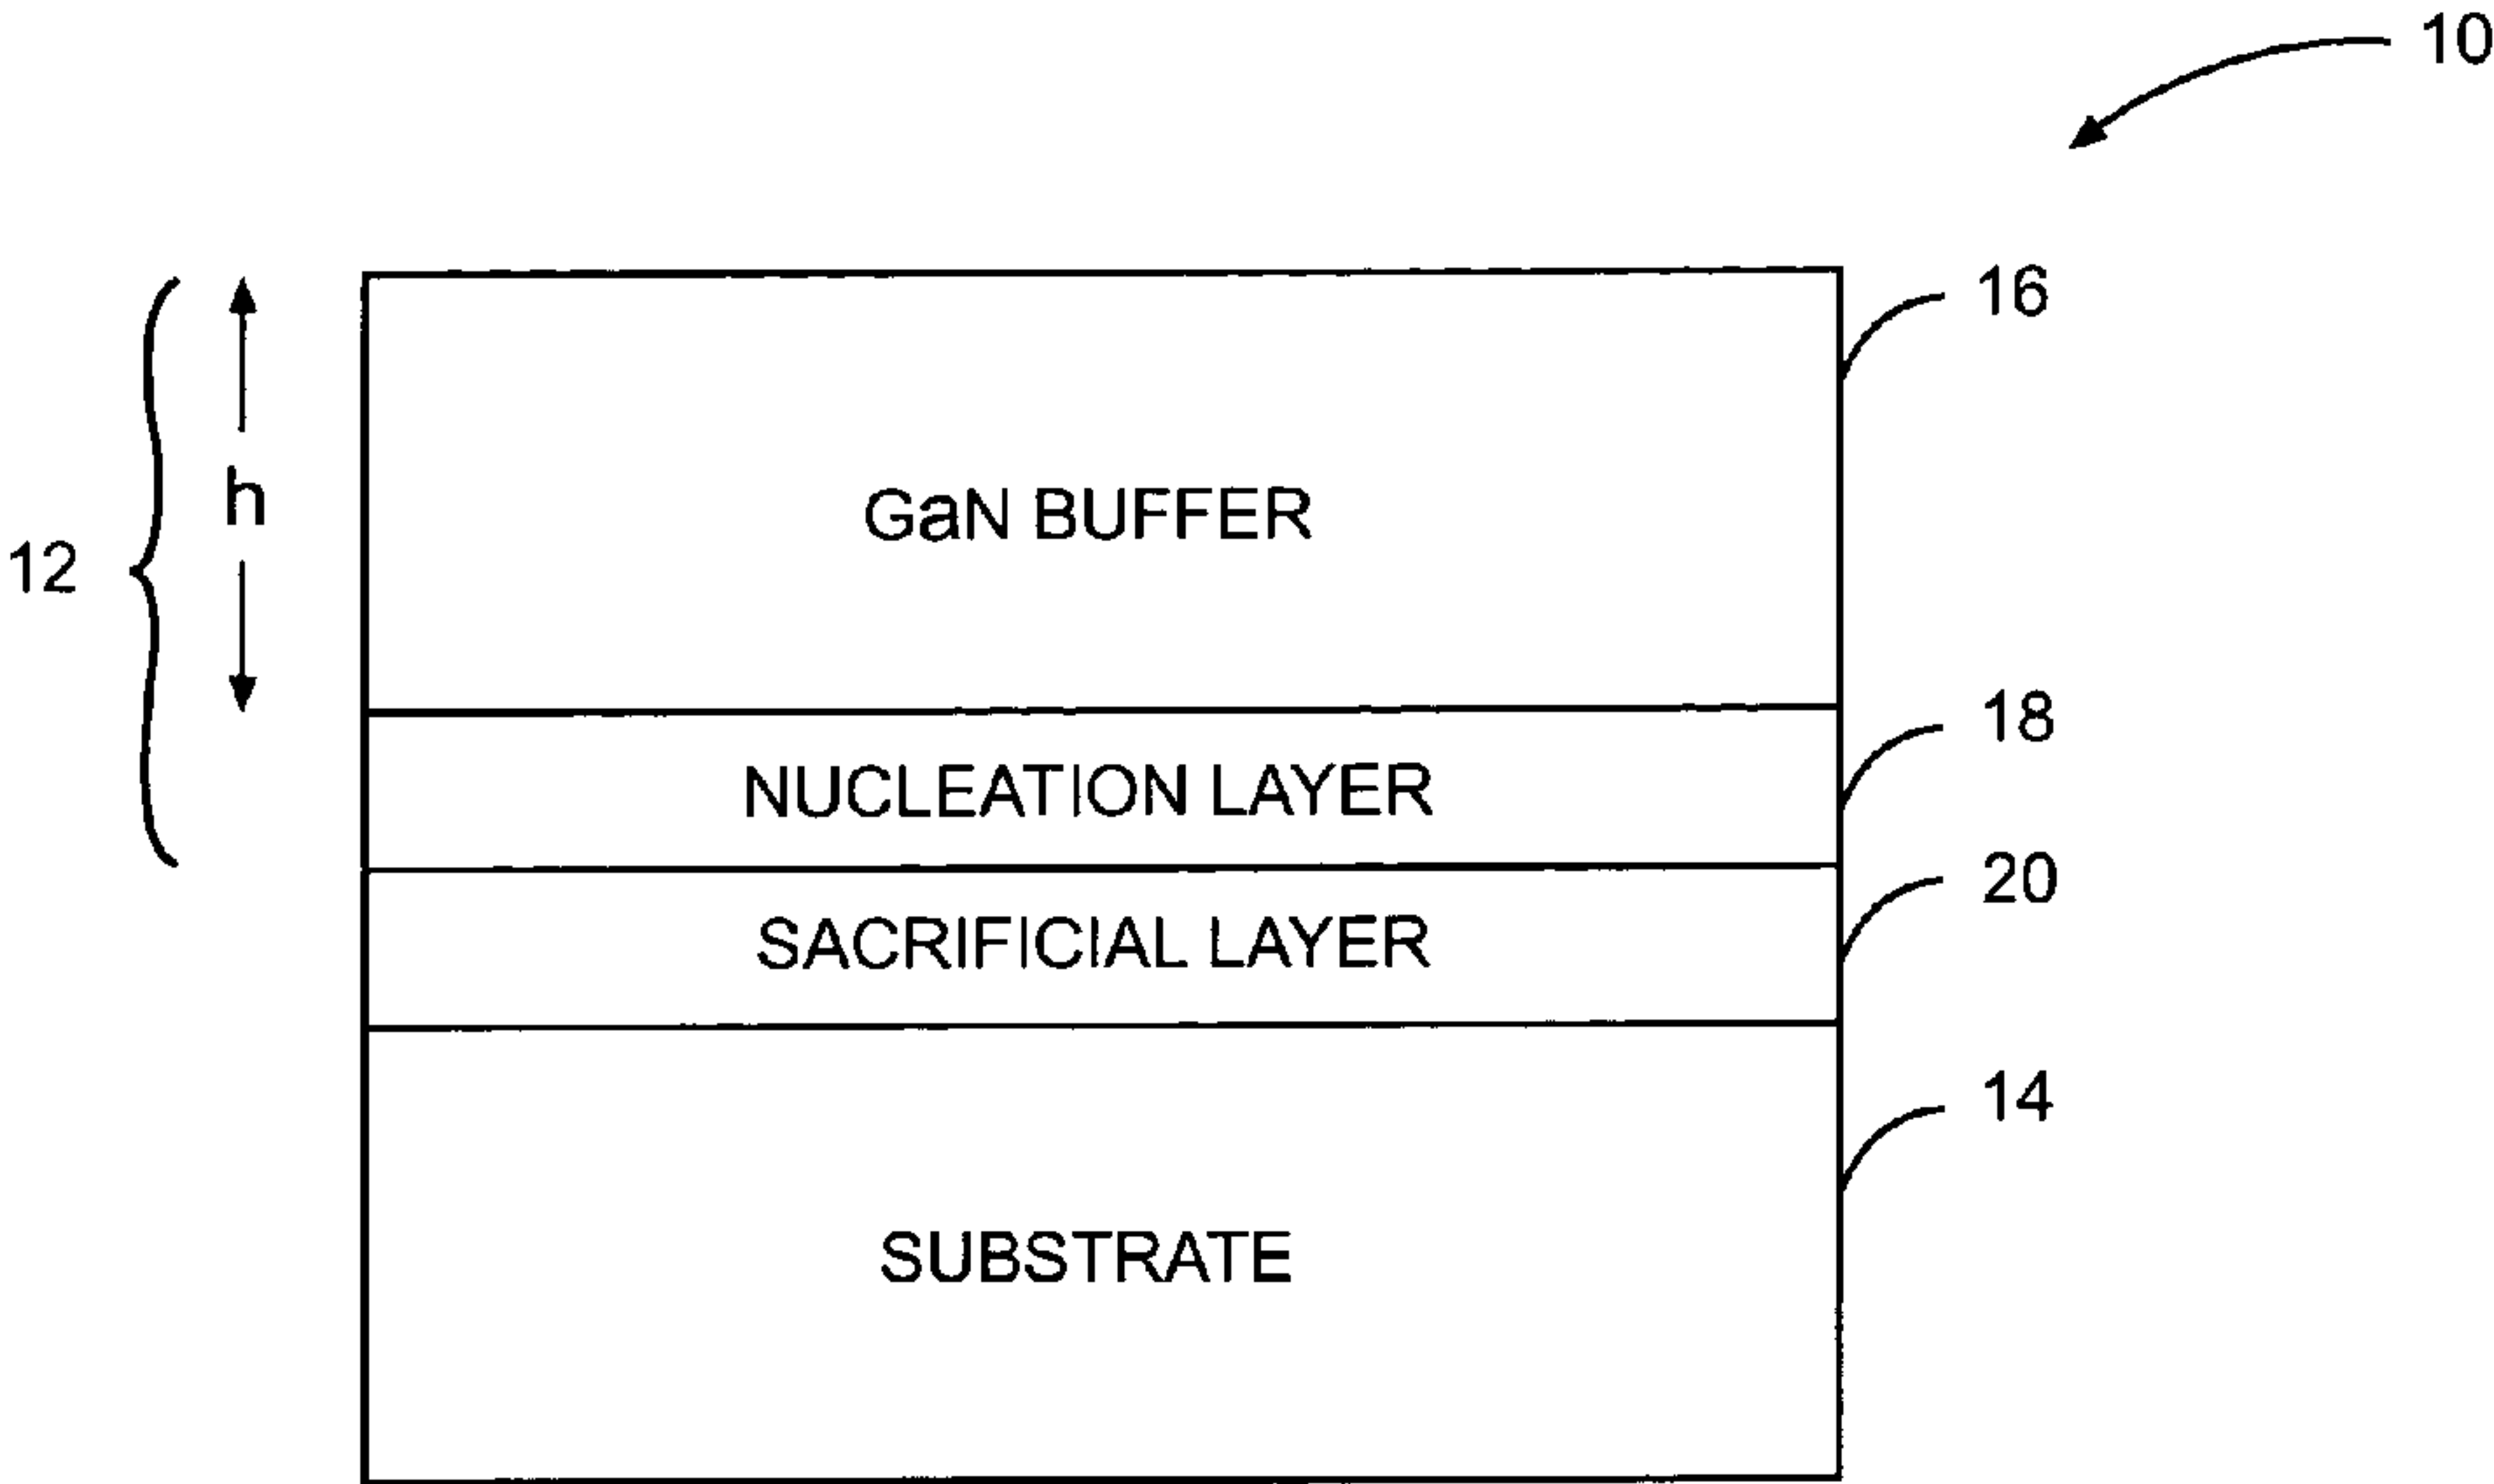 10
16
h
GaN BUFFER
12
18
NUCLEATION LAYER
20
SACRIFICIAL LAYER
14
SUBSTRATE